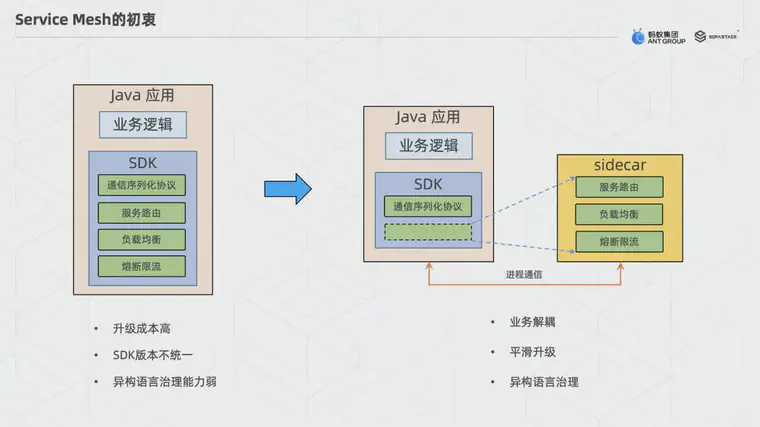 Service Mesh的初衷
蚂蚁集团
ANT GROUP
SOFASTACK
Java 应用
业务逻辑
SDK
通信序列化协议
服务路由
负载均衡
熔断限流
Java 应用
业务逻辑
SDK
通信序列化协议
sidecar
服务路由
负载均衡
熔断限流
进程通信
• 升级成本高
• SDK版本不统一
• 异构语言治理能力弱
• 业务解耦
• 平滑升级
• 异构语言治理